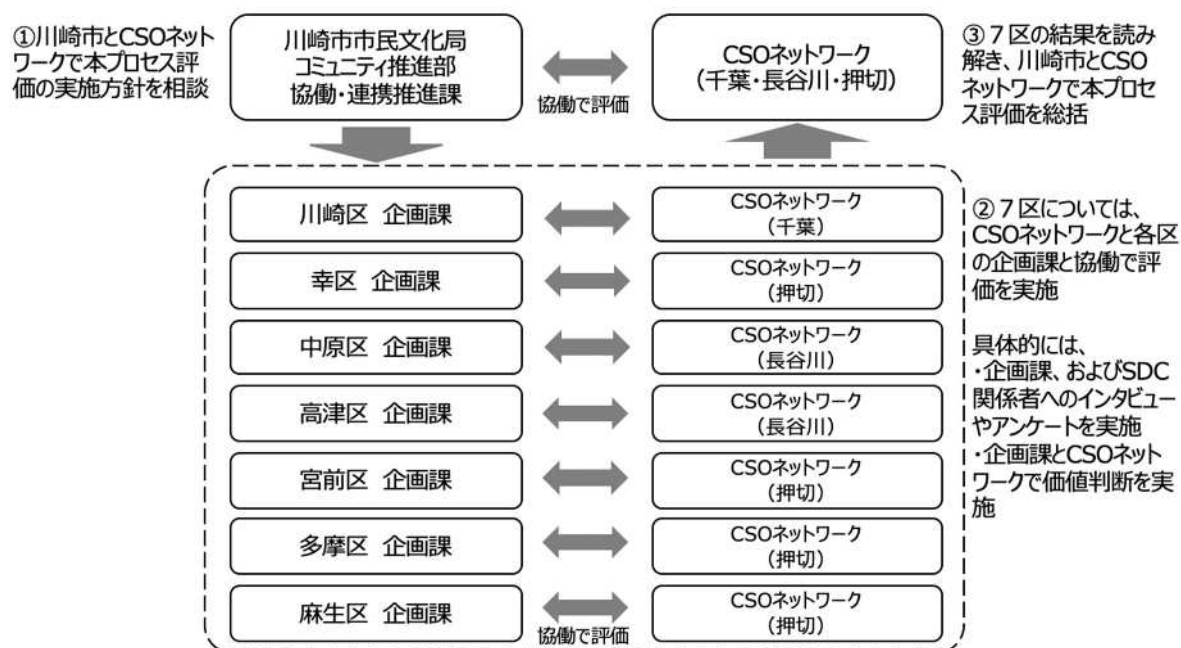 ①川崎市とCSOネット
ワークで本プロセス評
価の実施方針を相談
川崎市市民文化局
コミュニティ推進部
協働・連携推進課
協働で評価
CSOネットワーク
(千葉・長谷川・押切)
③７区の結果を読み
解き、川崎市とCSO
ネットワークで本プロセ
ス評価を総括
川崎区 企画課
CSOネットワーク
(千葉)
幸区 企画課
CSOネットワーク
(押切)
中原区 企画課
CSOネットワーク
(長谷川)
高津区 企画課
CSOネットワーク
(長谷川)
宮前区 企画課
CSOネットワーク
(押切)
多摩区 企画課
CSOネットワーク
(押切)
麻生区 企画課
協働で評価
CSOネットワーク
(押切)
②７区については、
CSOネットワークと各区
の企画課と協働で評
価を実施
具体的には、
・企画課、およびSDC
関係者へのインタビュー
やアンケートを実施
・企画課とCSOネット
ワークで価値判断を実
施